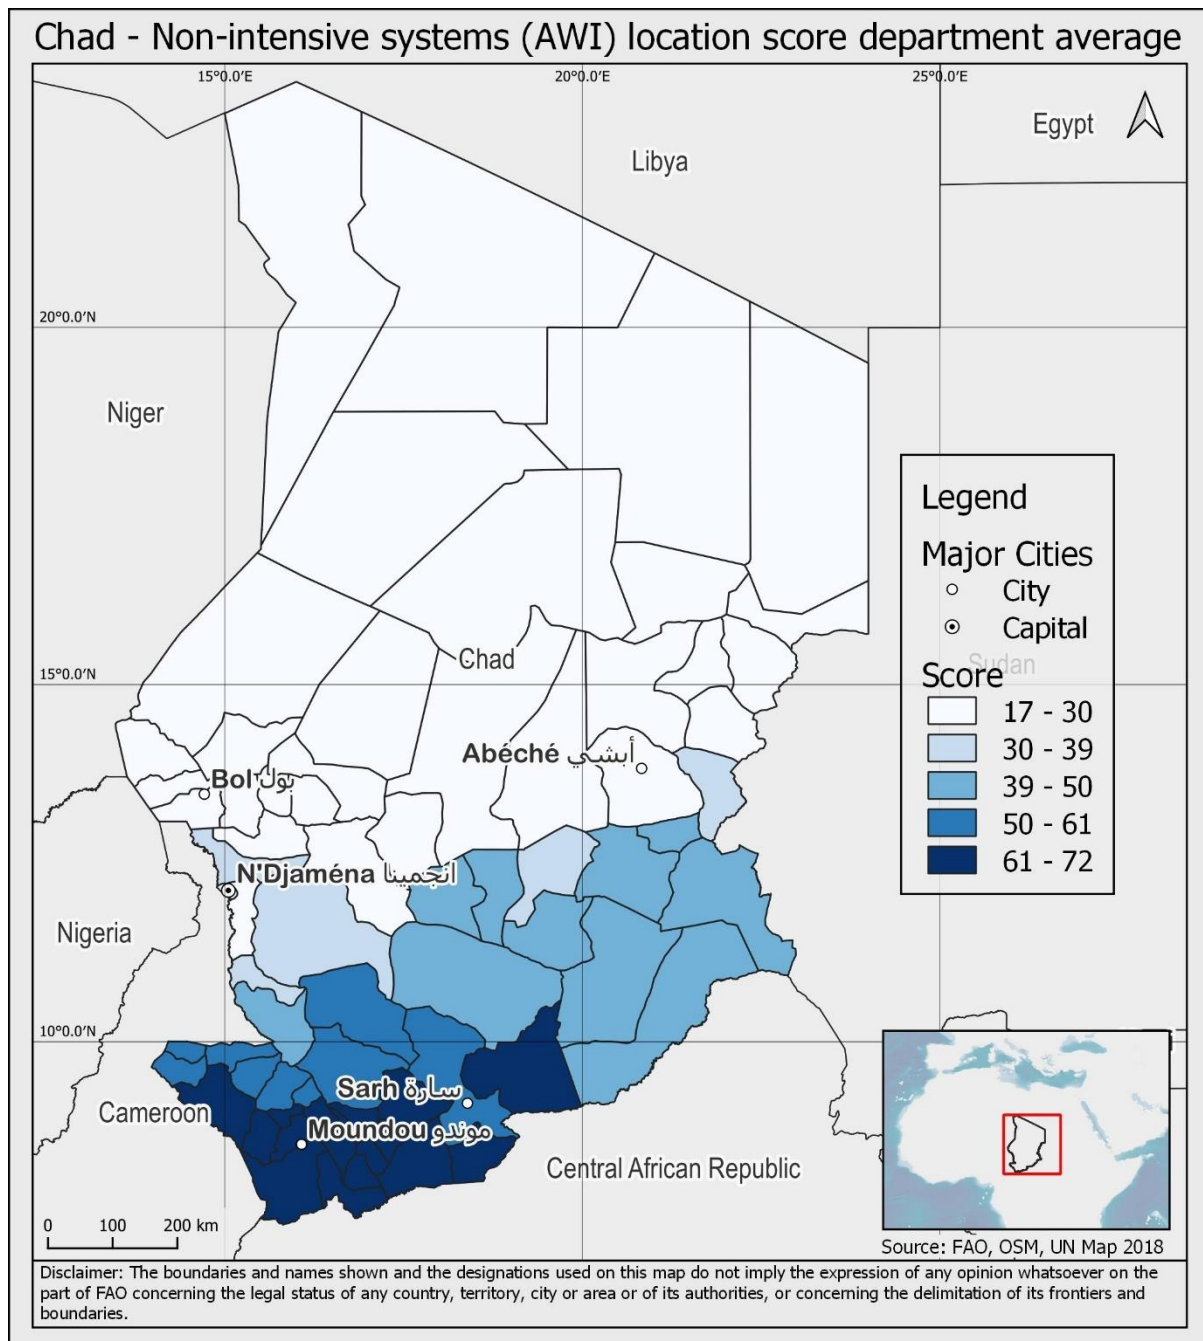 Chad - Non-intensive systems (AWI) location score department average
15°0.0'E 20°0.0'E 25°0.0'E
Egypt
Libya
20°0.0'N
Niger
Legend
Major Cities
City
Capital
Chad
Sudan
15°0.0'N
Score
17 - 30
30 - 39
39 - 50
50 - 61
61 - 72
Abéché أبشي
Bol بول
N'Djaména انجمينا
Nigeria
10°0.0'N
Sarh سارة
Cameroon
Moundou موندو
Central African Republic
0 100 200 km
Source: FAO, OSM, UN Map 2018
Disclaimer: The boundaries and names shown and the designations used on this map do not imply the expression of any opinion whatsoever on the
part of FAO concerning the legal status of any country, territory, city or area or of its authorities, or concerning the delimitation of its frontiers and
boundaries.